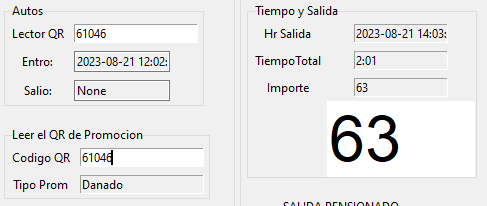 Autos
Lector QR 61046
Entro: 2023-08-21 12:02:
Salio: None
Leer el QR de Promocion
Codigo QR 61046
Tipo Prom Danado
Tiempo y Salida
Hr Salida 2023-08-21 14:03:
TiempoTotal 2:01
Importe 63
63
SALIDA PENSIONADO